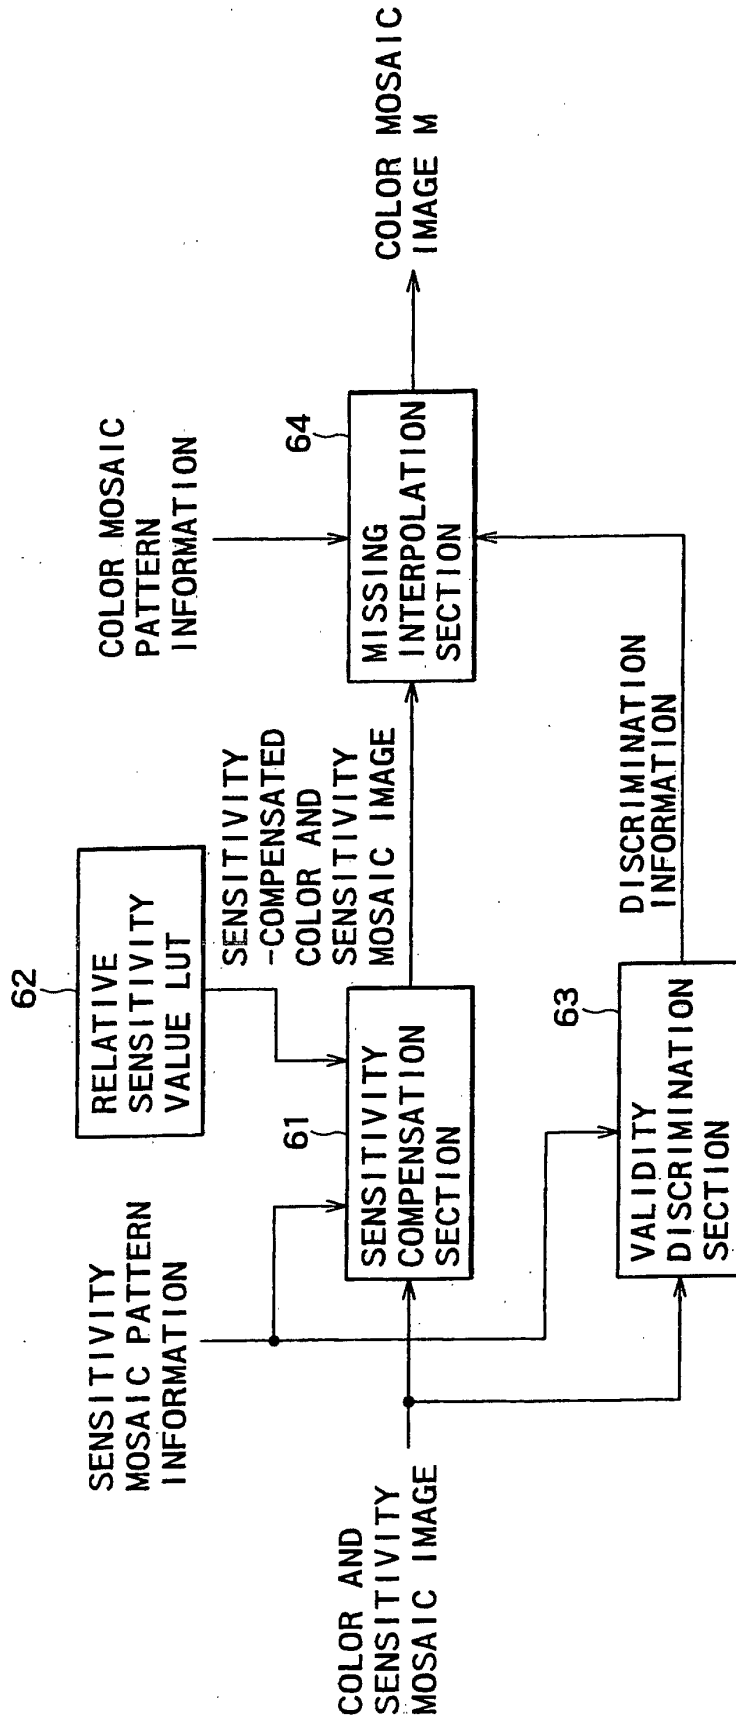 COLOR AND
SENSITIVITY
MOSAIC IMAGE
SENSITIVITY
MOSAIC PATTERN
INFORMATION
62
RELATIVE
SENSITIVITY
VALUE LUT
61
SENSITIVITY
COMPENSATION
SECTION
63
VALIDITY
DISCRIMINATION
SECTION
SENSITIVITY
-COMPENSATED
COLOR AND
SENSITIVITY
MOSAIC IMAGE
DISCRIMINATION
INFORMATION
COLOR MOSAIC
PATTERN
INFORMATION
64
MISSING
INTERPOLATION
SECTION
COLOR MOSAIC
IMAGE M